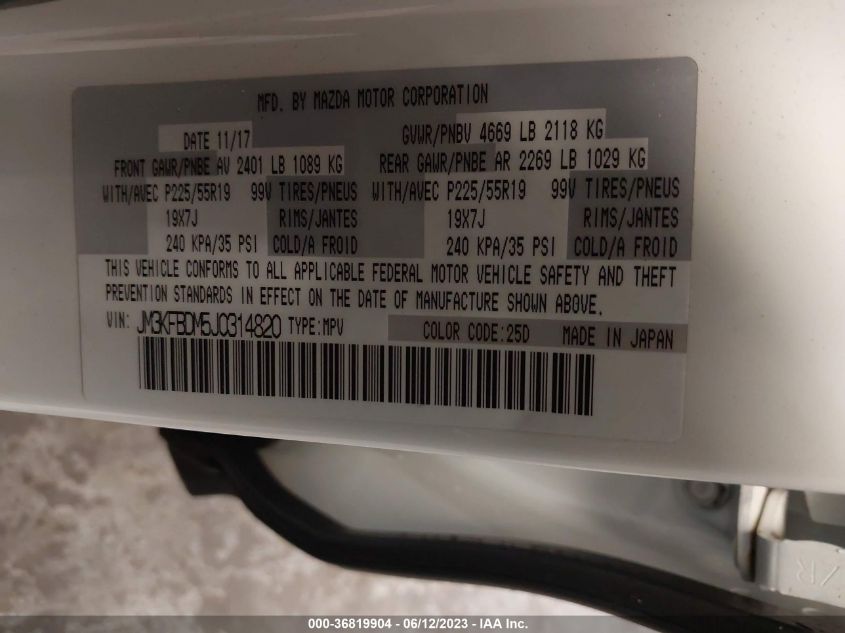 MFD. BY MAZDA MOTOR CORPORATION
DATE 11/17 GVWR/PNBV 4669 LB 2118 KG
FRONT GAWR/PNBE AV 2401 LB 1089 KG REAR GAWR/PNBE AR 2269 LB 1029 KG
WITH/AVEC P225/55R19 99V TIRES/PNEUS WITH/AVEC P225/55R19 99V TIRES/PNEUS
19X7J RIMS/JANTES 19X7J RIMS/JANTES
240 KPA/35 PSI COLD/A FROID 240 KPA/35 PSI COLD/A FROID
THIS VEHICLE CONFORMS TO ALL APPLICABLE FEDERAL MOTOR VEHICLE SAFETY AND THEFT
PREVENTION STANDARDS IN EFFECT ON THE DATE OF MANUFACTURE SHOWN ABOVE.
VIN: JM3KFBDM5J0314820 TYPE:MPV COLOR CODE:25D MADE IN JAPAN
000-36819904 - 06/12/2023 - IAA Inc.